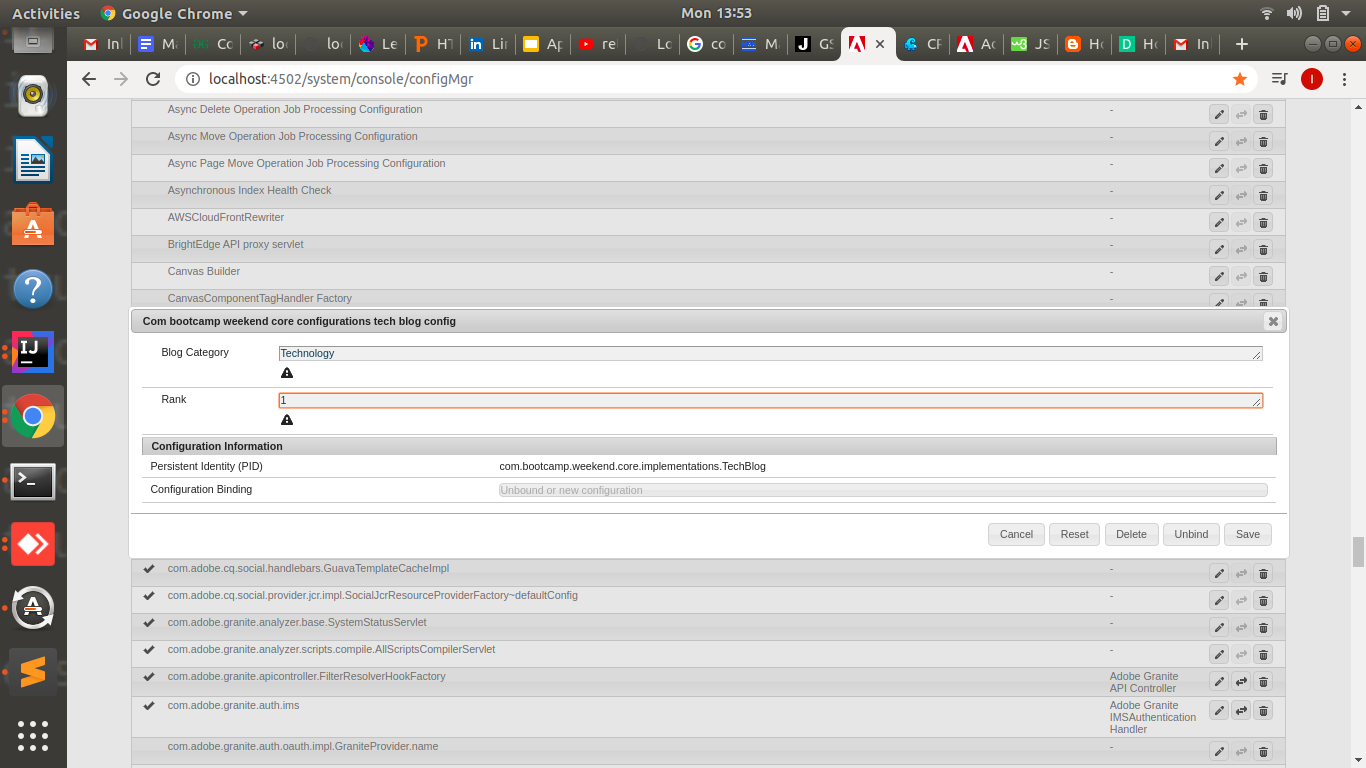 Activities
Google Chrome
Mon 13:53
In
M
Co
lo
loc
Le
HT
Lin
Ap
re
Lo
co
M
GS
CF
Ac
JS
Ho
Ho
In
localhost:4502/system/console/configMgr
I
Async Delete Operation Job Processing Configuration -
Async Move Operation Job Processing Configuration -
Async Page Move Operation Job Processing Configuration -
Asynchronous Index Health Check -
AWSCloudFrontRewriter -
BrightEdge API proxy servlet -
Canvas Builder -
CanvasComponentTagHandler Factory
Com bootcamp weekend core configurations tech blog config
Blog Category Technology
Rank 1
Configuration Information
Persistent Identity (PID) com.bootcamp.weekend.core.implementations.TechBlog
Configuration Binding Unbound or new configuration
Cancel Reset Delete Unbind Save
com.adobe.cq.social.handlebars.GuavaTemplateCacheImpl -
com.adobe.cq.social.provider.jcr.impl.SocialJcrResourceProviderFactory~defaultConfig -
com.adobe.granite.analyzer.base.SystemStatusServlet -
com.adobe.granite.analyzer.scripts.compile.AllScriptsCompilerServlet -
com.adobe.granite.apicontroller.FilterResolverHookFactory Adobe Granite
API Controller
com.adobe.granite.auth.ims Adobe Granite
IMSAuthentication
Handler
com.adobe.granite.auth.oauth.impl.GraniteProvider.name -